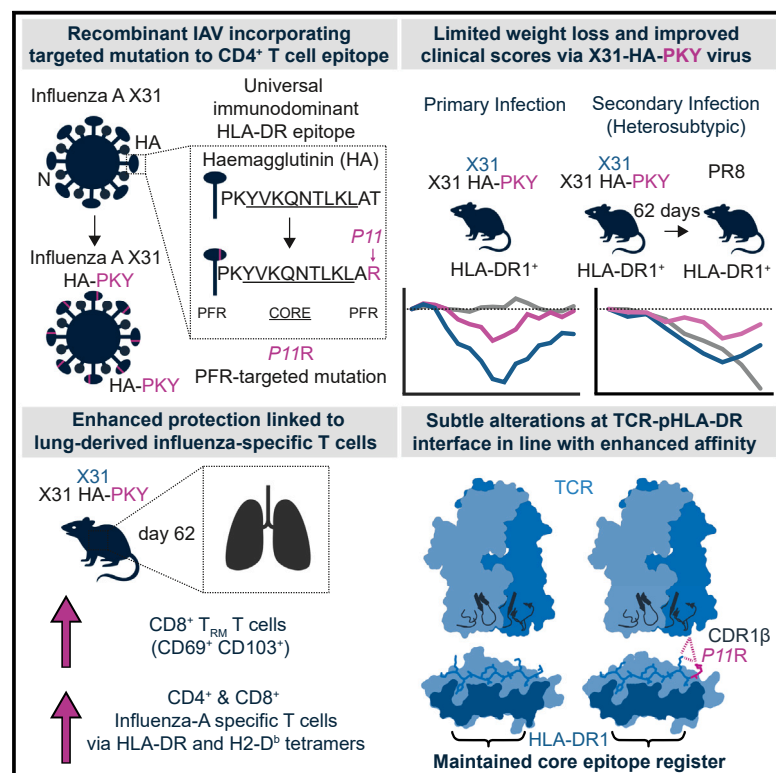 Recombinant IAV incorporating
targeted mutation to CD4⁺ T cell epitope
Influenza A X31
HA
N
Influenza A X31
HA-PKY
HA-PKY
Universal
immunodominant
HLA-DR epitope
Haemagglutinin (HA)
PKYVKQNTLKLAT
P11
PKYVKQNTLKLAR
PFR CORE PFR
P11R
PFR-targeted mutation
Limited weight loss and improved
clinical scores via X31-HA-PKY virus
Primary Infection
X31
X31 HA-PKY
HLA-DR1⁺
Secondary Infection
(Heterosubtypic)
X31
X31 HA-PKY
PR8
62 days
HLA-DR1⁺ HLA-DR1⁺
Enhanced protection linked to
lung-derived influenza-specific T cells
X31
X31 HA-PKY
day 62
CD8⁺ T_RM T cells
(CD69⁺ CD103⁺)
CD4⁺ & CD8⁺
Influenza-A specific T cells
via HLA-DR and H2-Dᵇ tetramers
Subtle alterations at TCR-pHLA-DR
interface in line with enhanced affinity
TCR
CDR1β
P11R
HLA-DR1
Maintained core epitope register